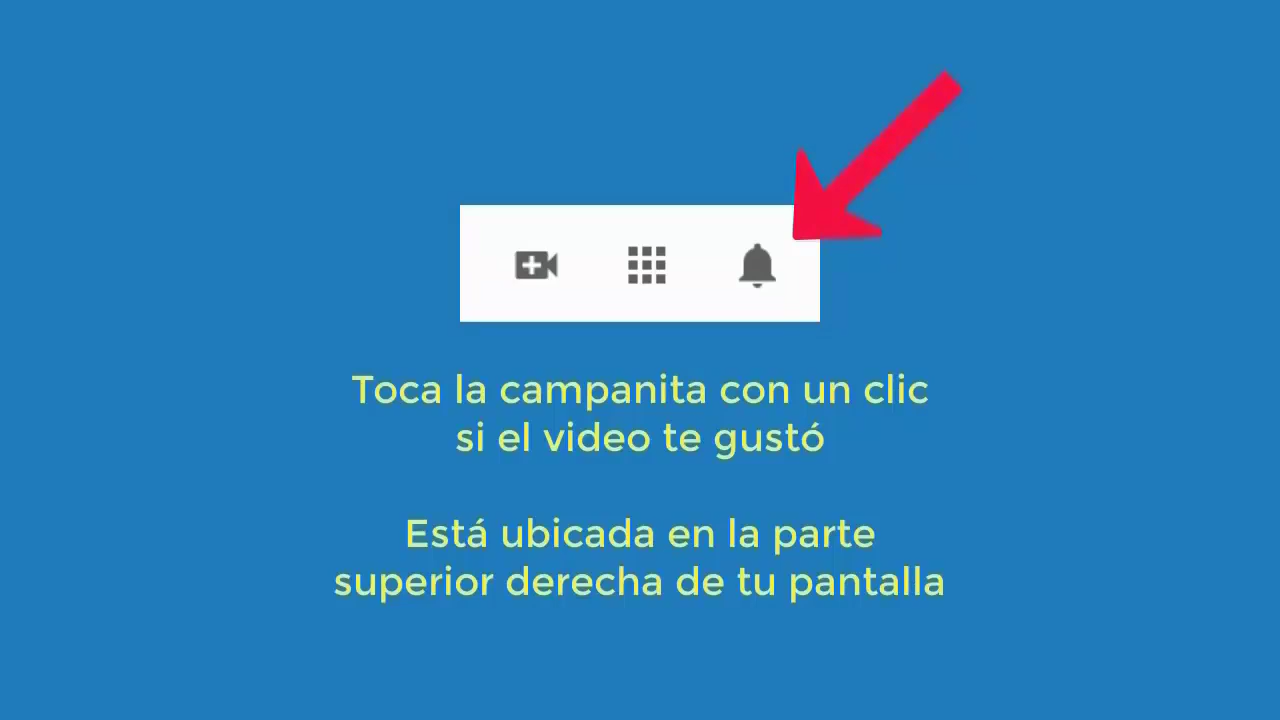 Toca la campanita con un clic
si el video te gustó
Está ubicada en la parte
superior derecha de tu pantalla